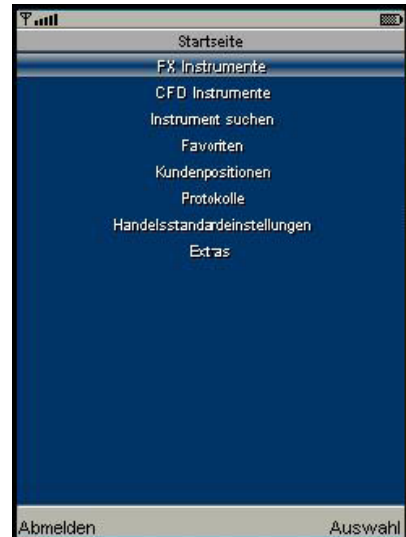 Startseite
FX Instrumente
CFD Instrumente
Instrument suchen
Favoriten
Kundenpositionen
Protokolle
Handelsstandardeinstellungen
Extras
Abmelden Auswahl